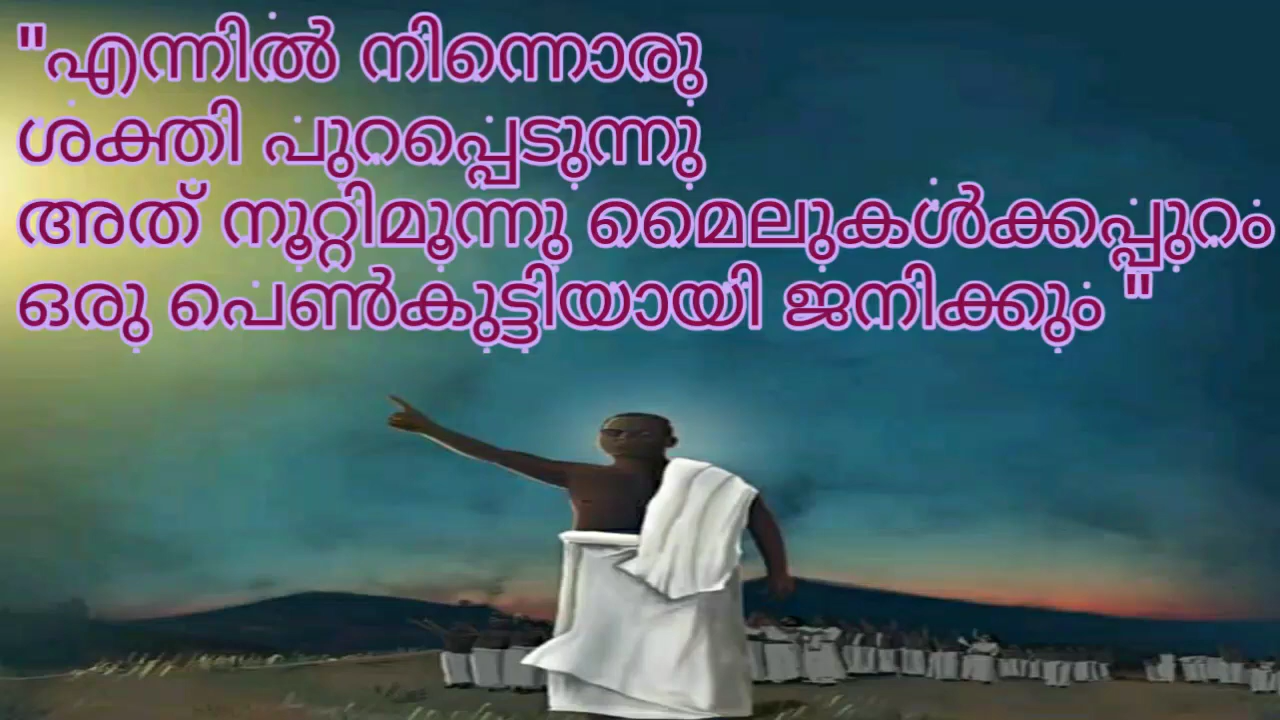 "എന്നിൽ നിന്നൊരു
ശക്തി പുറപ്പെടുന്നു
അത് നൂറ്റിമൂന്നു മൈലുകൾക്കപ്പുറം
ഒരു പെൺകുട്ടിയായി ജനിക്കും "